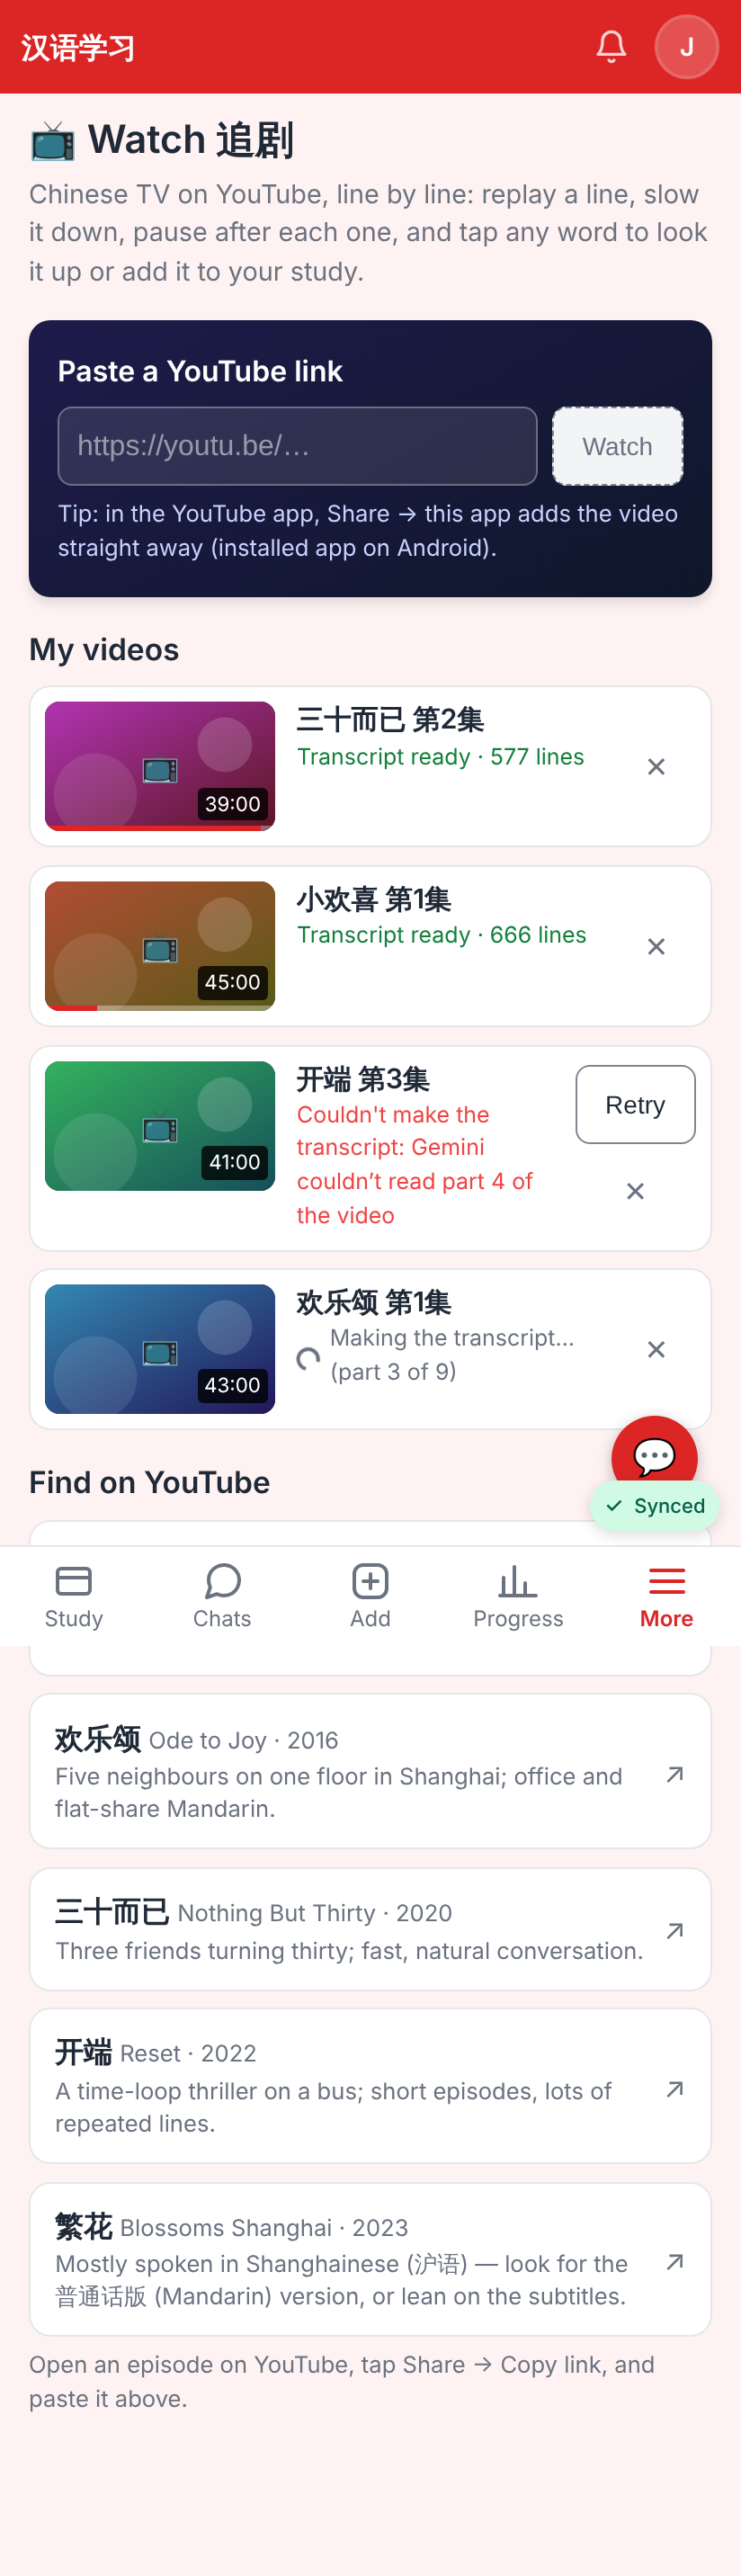 汉语学习
J
📺 Watch 追剧
Chinese TV on YouTube, line by line: replay a line, slow
it down, pause after each one, and tap any word to look
it up or add it to your study.
Paste a YouTube link
https://youtu.be/…
Watch
Tip: in the YouTube app, Share → this app adds the video
straight away (installed app on Android).
My videos
39:00
三十而已 第2集
Transcript ready · 577 lines
×
45:00
小欢喜 第1集
Transcript ready · 666 lines
×
41:00
开端 第3集
Couldn't make the
transcript: Gemini
couldn’t read part 4 of
the video
Retry
×
43:00
欢乐颂 第1集
Making the transcript…
(part 3 of 9)
×
Find on YouTube
✓ Synced
Study
Chats
Add
Progress
More
欢乐颂 Ode to Joy · 2016
Five neighbours on one floor in Shanghai; office and
flat-share Mandarin.
↗
三十而已 Nothing But Thirty · 2020
Three friends turning thirty; fast, natural conversation.
↗
开端 Reset · 2022
A time-loop thriller on a bus; short episodes, lots of
repeated lines.
↗
繁花 Blossoms Shanghai · 2023
Mostly spoken in Shanghainese (沪语) — look for the
普通话版 (Mandarin) version, or lean on the subtitles.
↗
Open an episode on YouTube, tap Share → Copy link, and
paste it above.